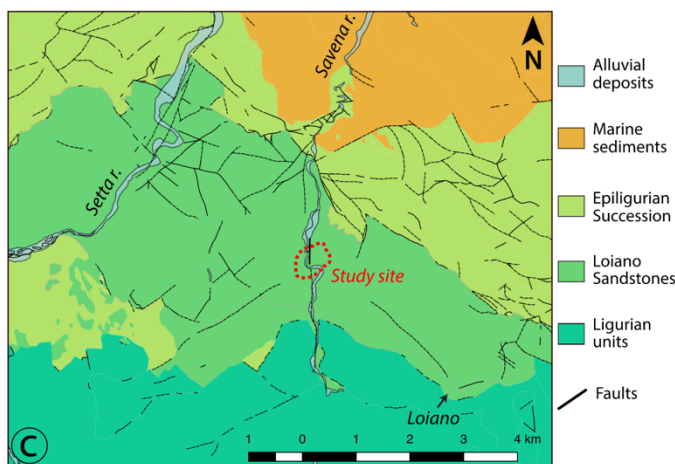 Savena r.
N
Setta r.
Study site
Loiano
C
1 0 1 2 3 4 km
Alluvial
deposits
Marine
sediments
Epiligurian
Succession
Loiano
Sandstones
Ligurian
units
Faults